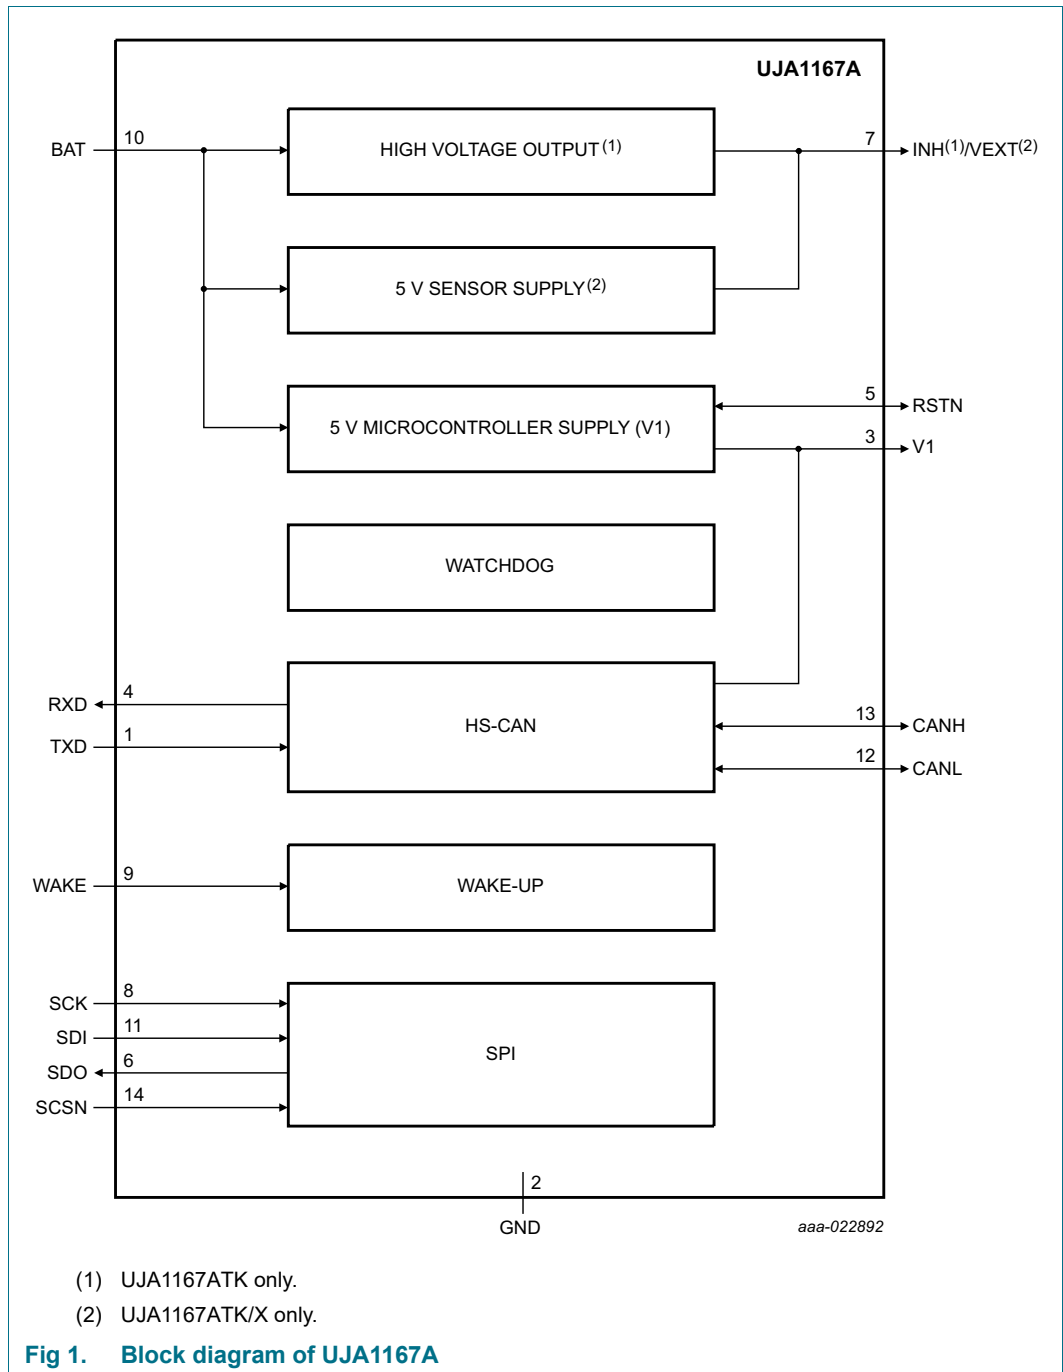 UJA1167A
BAT
10
HIGH VOLTAGE OUTPUT(1)
7
INH(1)/VEXT(2)
5 V SENSOR SUPPLY(2)
5 V MICROCONTROLLER SUPPLY (V1)
5
RSTN
3
V1
WATCHDOG
RXD
4
TXD
1
HS-CAN
13
CANH
12
CANL
WAKE
9
WAKE-UP
SCK
8
SDI
11
SDO
6
SCSN
14
SPI
2
GND
aaa-022892
(1) UJA1167ATK only.
(2) UJA1167ATK/X only.
Fig 1. Block diagram of UJA1167A